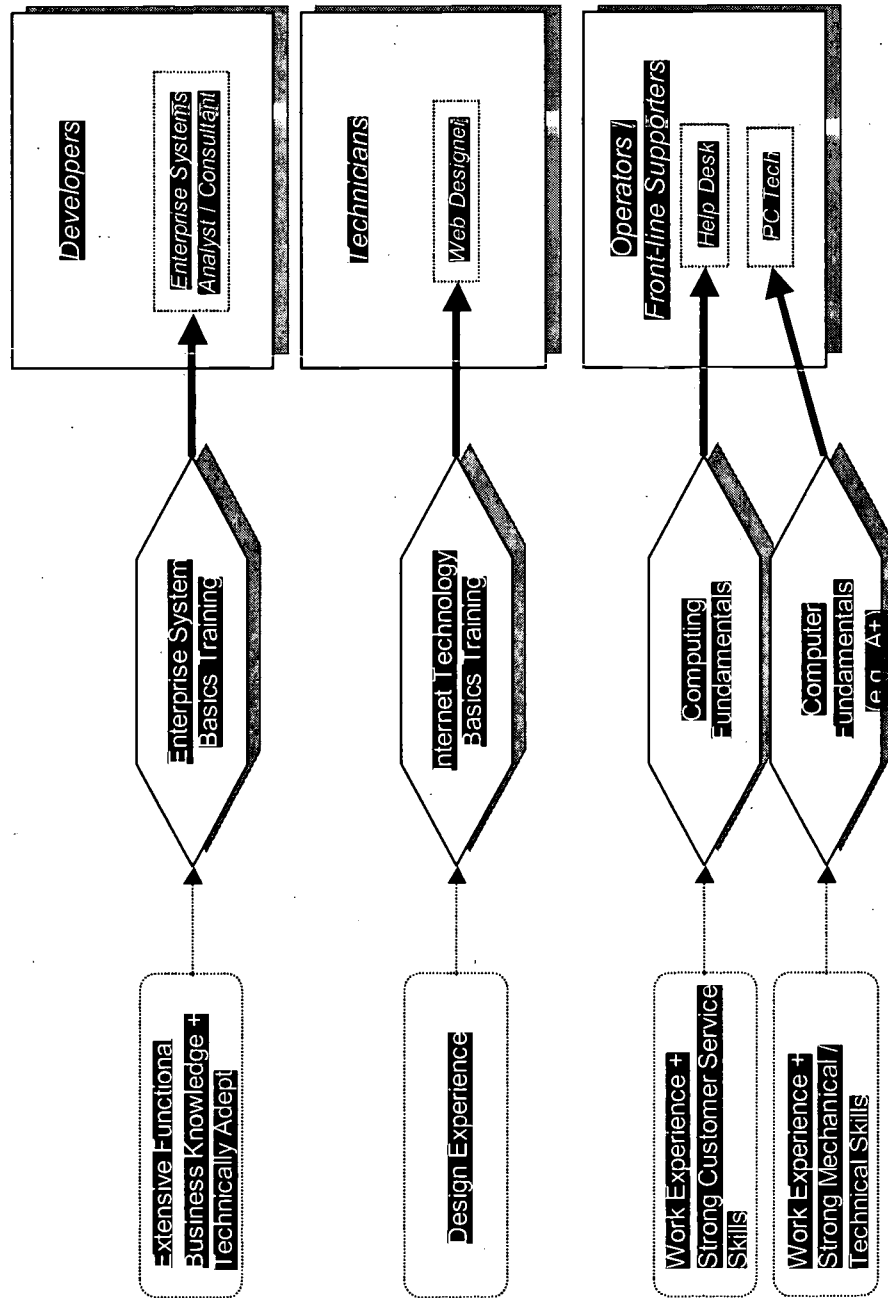 Extensive Functional
Business Knowledge +
Technically Adept
Enterprise System
Basics Training
Developers
Enterprise Systems
Analyst / Consultant
Design Experience
Internet Technology
Basics Training
Technicians
Web Designer
Work Experience +
Strong Customer Service
Skills
Computing
Fundamentals
Operators /
Front-line Supporters
Help Desk
Work Experience +
Strong Mechanical /
Technical Skills
Computer
Fundamentals
(e.g. A+)
PC Tech